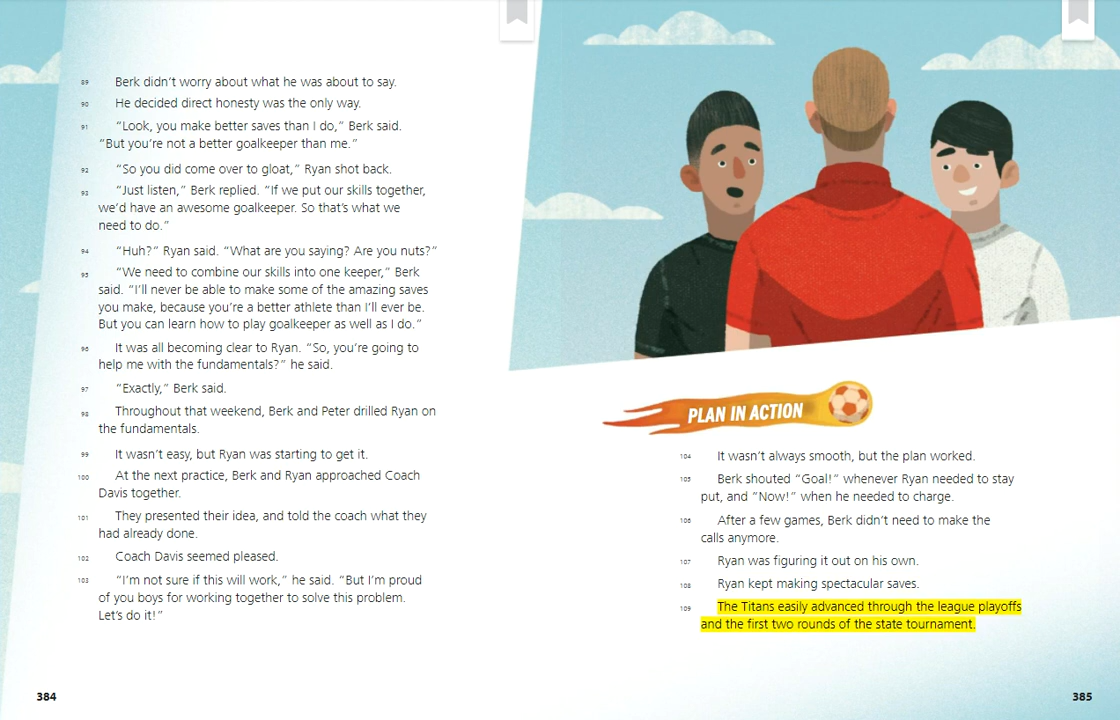 89 Berk didn't worry about what he was about to say.
90 He decided direct honesty was the only way.
91 "Look, you make better saves than I do," Berk said.
"But you're not a better goalkeeper than me."
92 "So you did come over to gloat," Ryan shot back.
93 "Just listen," Berk replied. "If we put our skills together,
we'd have an awesome goalkeeper. So that's what we
need to do."
94 "Huh?" Ryan said. "What are you saying? Are you nuts?"
95 "We need to combine our skills into one keeper," Berk
said. "I'll never be able to make some of the amazing saves
you make, because you're a better athlete than I'll ever be.
But you can learn how to play goalkeeper as well as I do."
96 It was all becoming clear to Ryan. "So, you're going to
help me with the fundamentals?" he said.
97 "Exactly," Berk said.
98 Throughout that weekend, Berk and Peter drilled Ryan on
the fundamentals.
99 It wasn't easy, but Ryan was starting to get it.
100 At the next practice, Berk and Ryan approached Coach
Davis together.
101 They presented their idea, and told the coach what they
had already done.
102 Coach Davis seemed pleased.
103 "I'm not sure if this will work," he said. "But I'm proud
of you boys for working together to solve this problem.
Let's do it!"
384
PLAN IN ACTION
104 It wasn't always smooth, but the plan worked.
105 Berk shouted "Goal!" whenever Ryan needed to stay
put, and "Now!" when he needed to charge.
106 After a few games, Berk didn't need to make the
calls anymore.
107 Ryan was figuring it out on his own.
108 Ryan kept making spectacular saves.
109 The Titans easily advanced through the league playoffs
and the first two rounds of the state tournament.
385